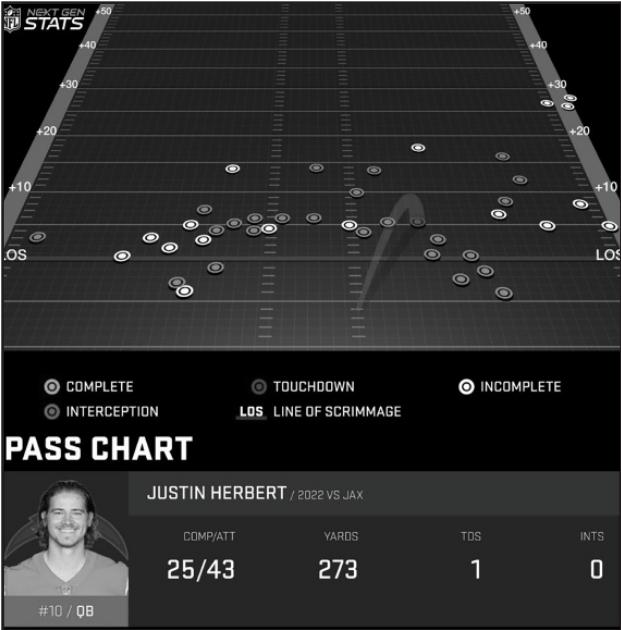 NEXT GEN
STATS
NFL
+50 +50
+40 +40
+30 +30
+20 +20
+10 +10
LOS LOS
COMPLETE TOUCHDOWN INCOMPLETE
INTERCEPTION LOS LINE OF SCRIMMAGE
PASS CHART
JUSTIN HERBERT / 2022 VS JAX
COMP/ATT YARDS TDS INTS
25/43 273 1 0
#10 / QB